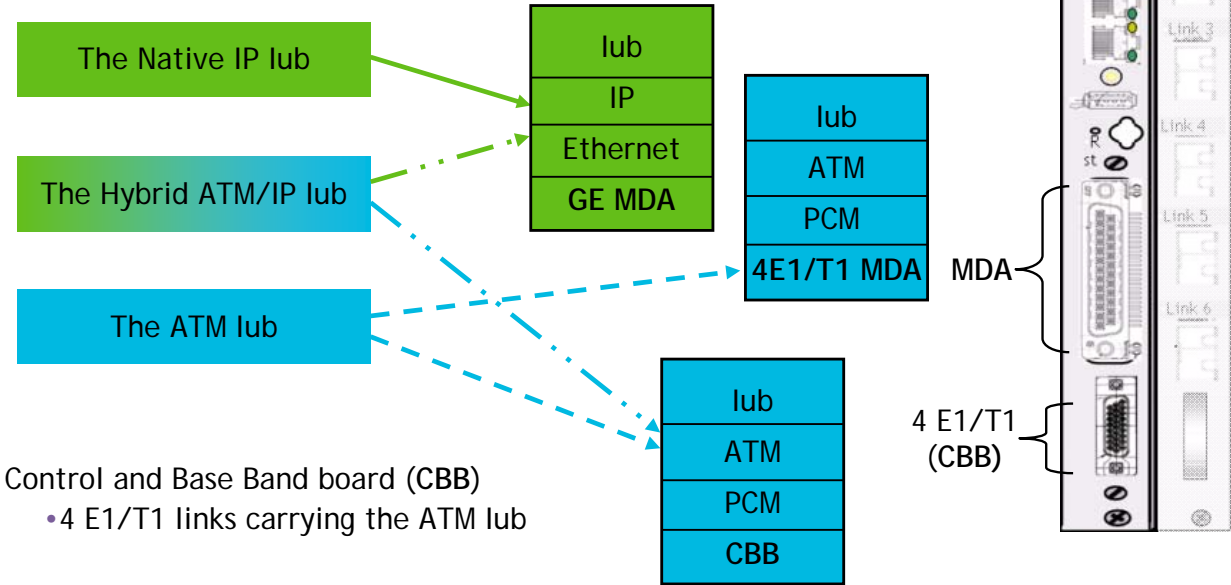 The Native IP Iub
The Hybrid ATM/IP Iub
The ATM Iub
Iub
IP
Ethernet
GE MDA
Iub
ATM
PCM
4E1/T1 MDA
Iub
ATM
PCM
CBB
Control and Base Band board (CBB)
•4 E1/T1 links carrying the ATM Iub
MDA
4 E1/T1
(CBB)
R
st
Link 3
Link 4
Link 5
Link 6